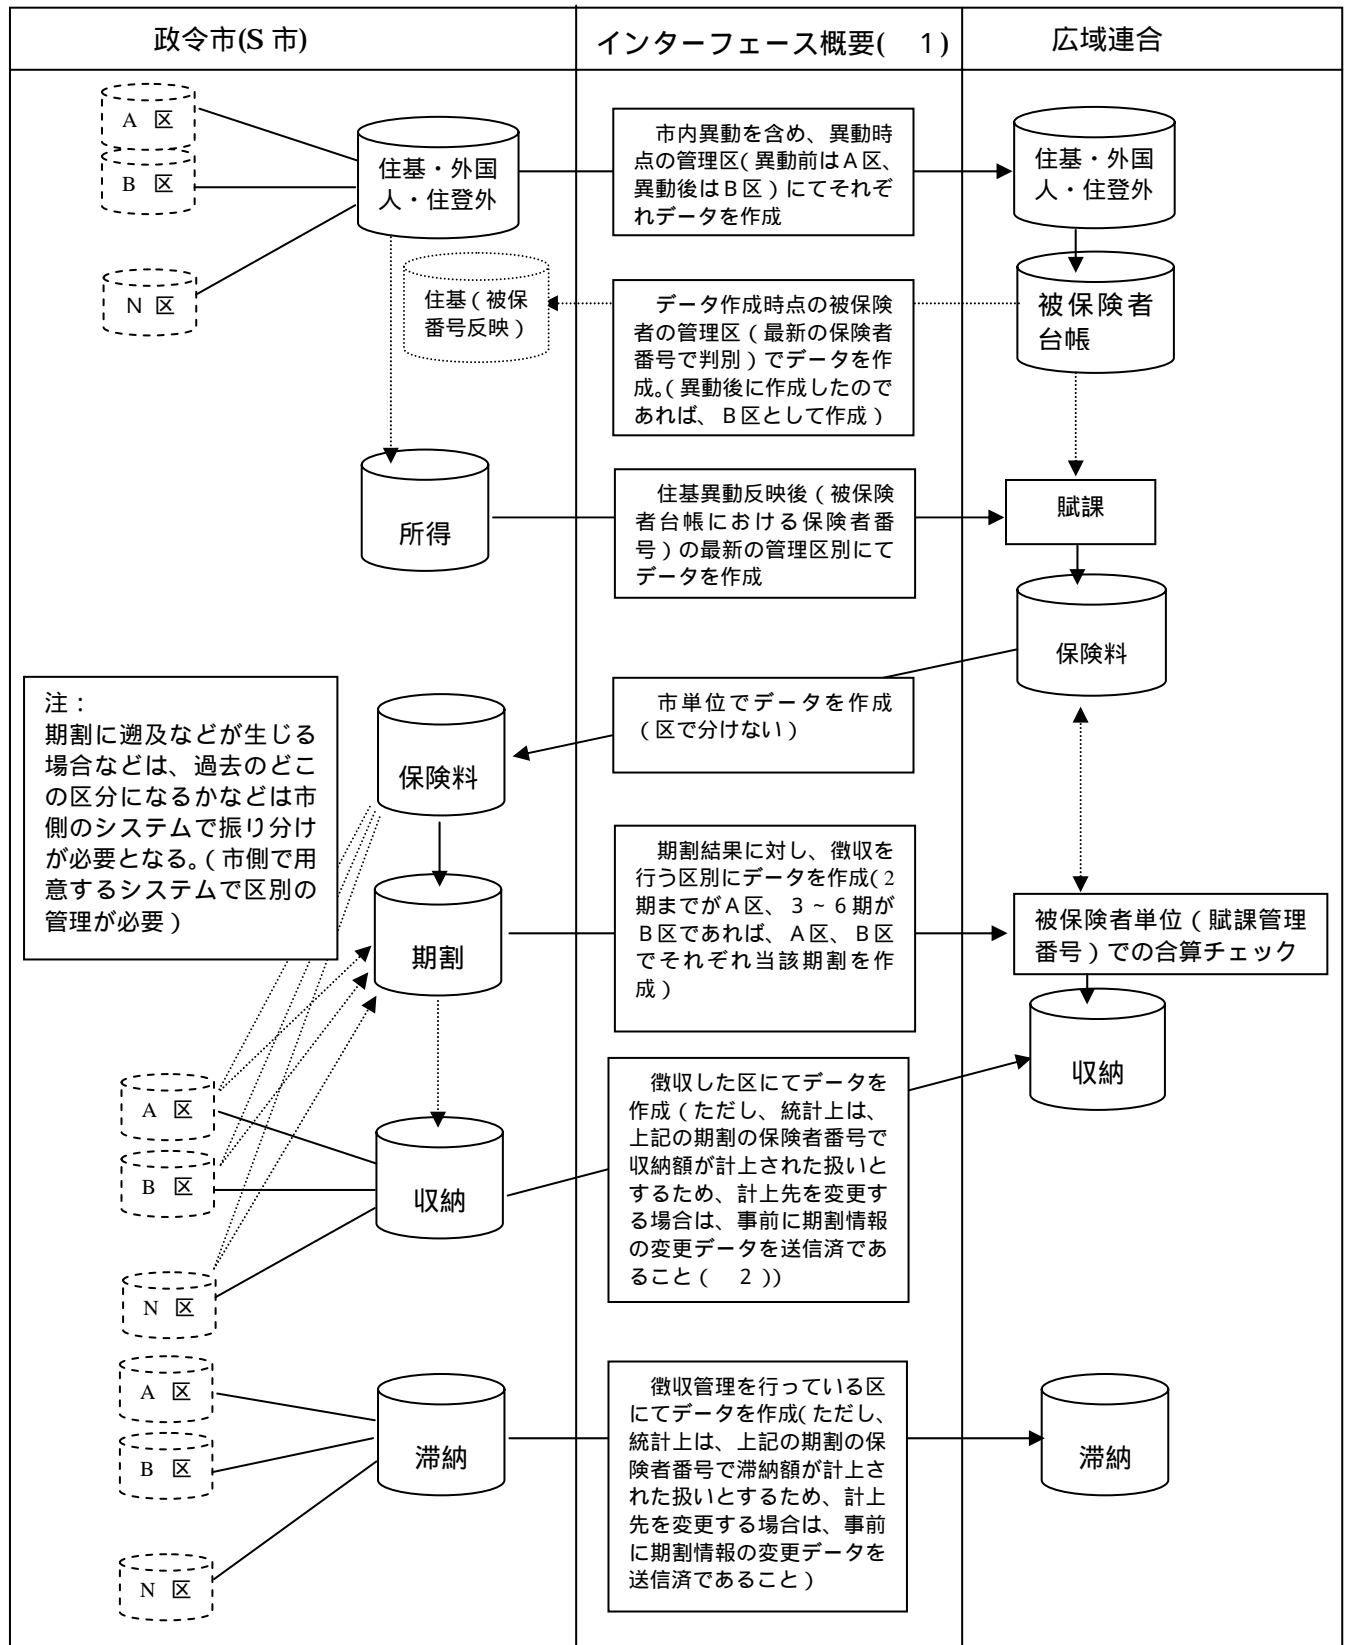 政令市(S 市)
インターフェース概要(　1)
広域連合
A 区
B 区
N 区
住基・外国
人・住登外
市内異動を含め、異動時
点の管理区(異動前はA区、
異動後はB区)にてそれぞ
れデータを作成
住基・外国
人・住登外
住基(被保
番号反映)
データ作成時点の被保険
者の管理区(最新の保険者
番号で判別)でデータを作
成。(異動後に作成したので
あれば、B区として作成)
被保険者
台帳
所得
住基異動反映後(被保険
者台帳における保険者番
号)の最新の管理区別にて
データを作成
賦課
保険料
注:
期割に遡及などが生じる
場合などは、過去のどこ
の区分になるかなどは市
側のシステムで振り分け
が必要となる。(市側で用
意するシステムで区別の
管理が必要)
保険料
市単位でデータを作成
(区で分けない)
期割
期割結果に対し、徴収を
行う区別にデータを作成(2
期までがA区、3~6期が
B区であれば、A区、B区
でそれぞれ当該期割を作
成)
被保険者単位(賦課管理
番号)での合算チェック
収納
A 区
B 区
N 区
収納
徴収した区にてデータを
作成(ただし、統計上は、
上記の期割の保険者番号で
収納額が計上された扱いと
するため、計上先を変更す
る場合は、事前に期割情報
の変更データを送信済であ
ること(　2))
A 区
B 区
N 区
滞納
徴収管理を行っている区
にてデータを作成(ただし、
統計上は、上記の期割の保
険者番号で滞納額が計上さ
れた扱いとするため、計上
先を変更する場合は、事前
に期割情報の変更データを
送信済であること)
滞納